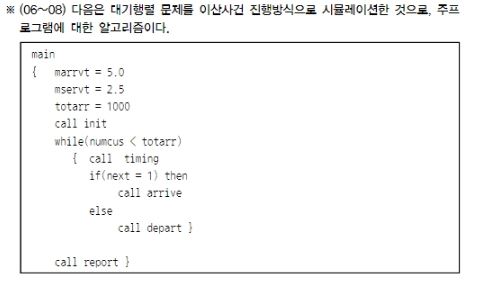 ※ (06～08) 다음은 대기행렬 문제를 이산사건 진행방식으로 시뮬레이션한 것으로, 주프
로그램에 대한 알고리즘이다.
main
{ marrvt = 5.0
mservt = 2.5
totarr = 1000
call init
while(numcus < totarr)
{ call timing
if(next = 1) then
call arrive
else
call depart }
call report }